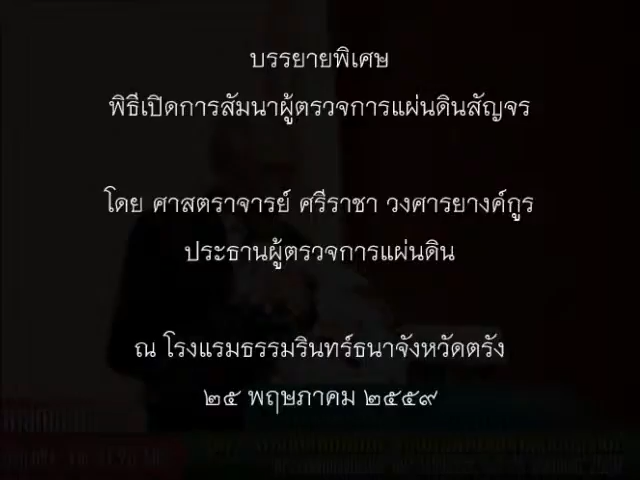 บรรยายพิเศษ
พิธีเปิดการสัมนาผู้ตรวจการแผ่นดินสัญจร
โดย ศาสตราจารย์ ศรีราชา วงศารยางค์กูร
ประธานผู้ตรวจการแผ่นดิน
ณ โรงแรมธรรมรินทร์ธนาจังหวัดตรัง
๒๕ พฤษภาคม ๒๕๕๙